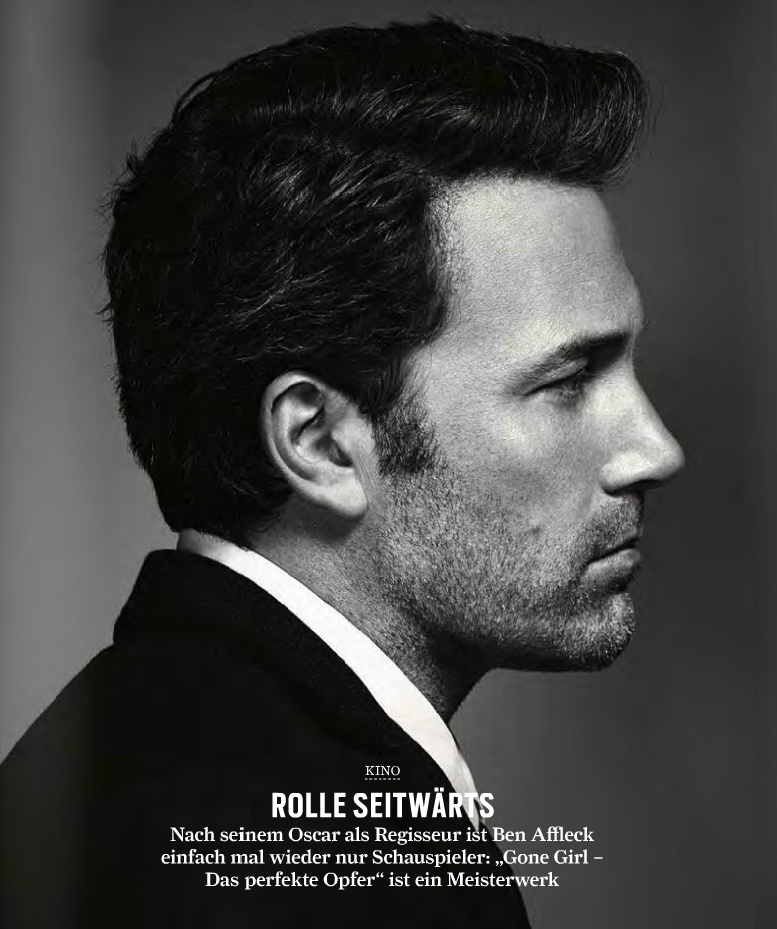 KINO
ROLLE SEITWÄRTS
Nach seinem Oscar als Regisseur ist Ben Affleck
einfach mal wieder nur Schauspieler: „Gone Girl –
Das perfekte Opfer“ ist ein Meisterwerk